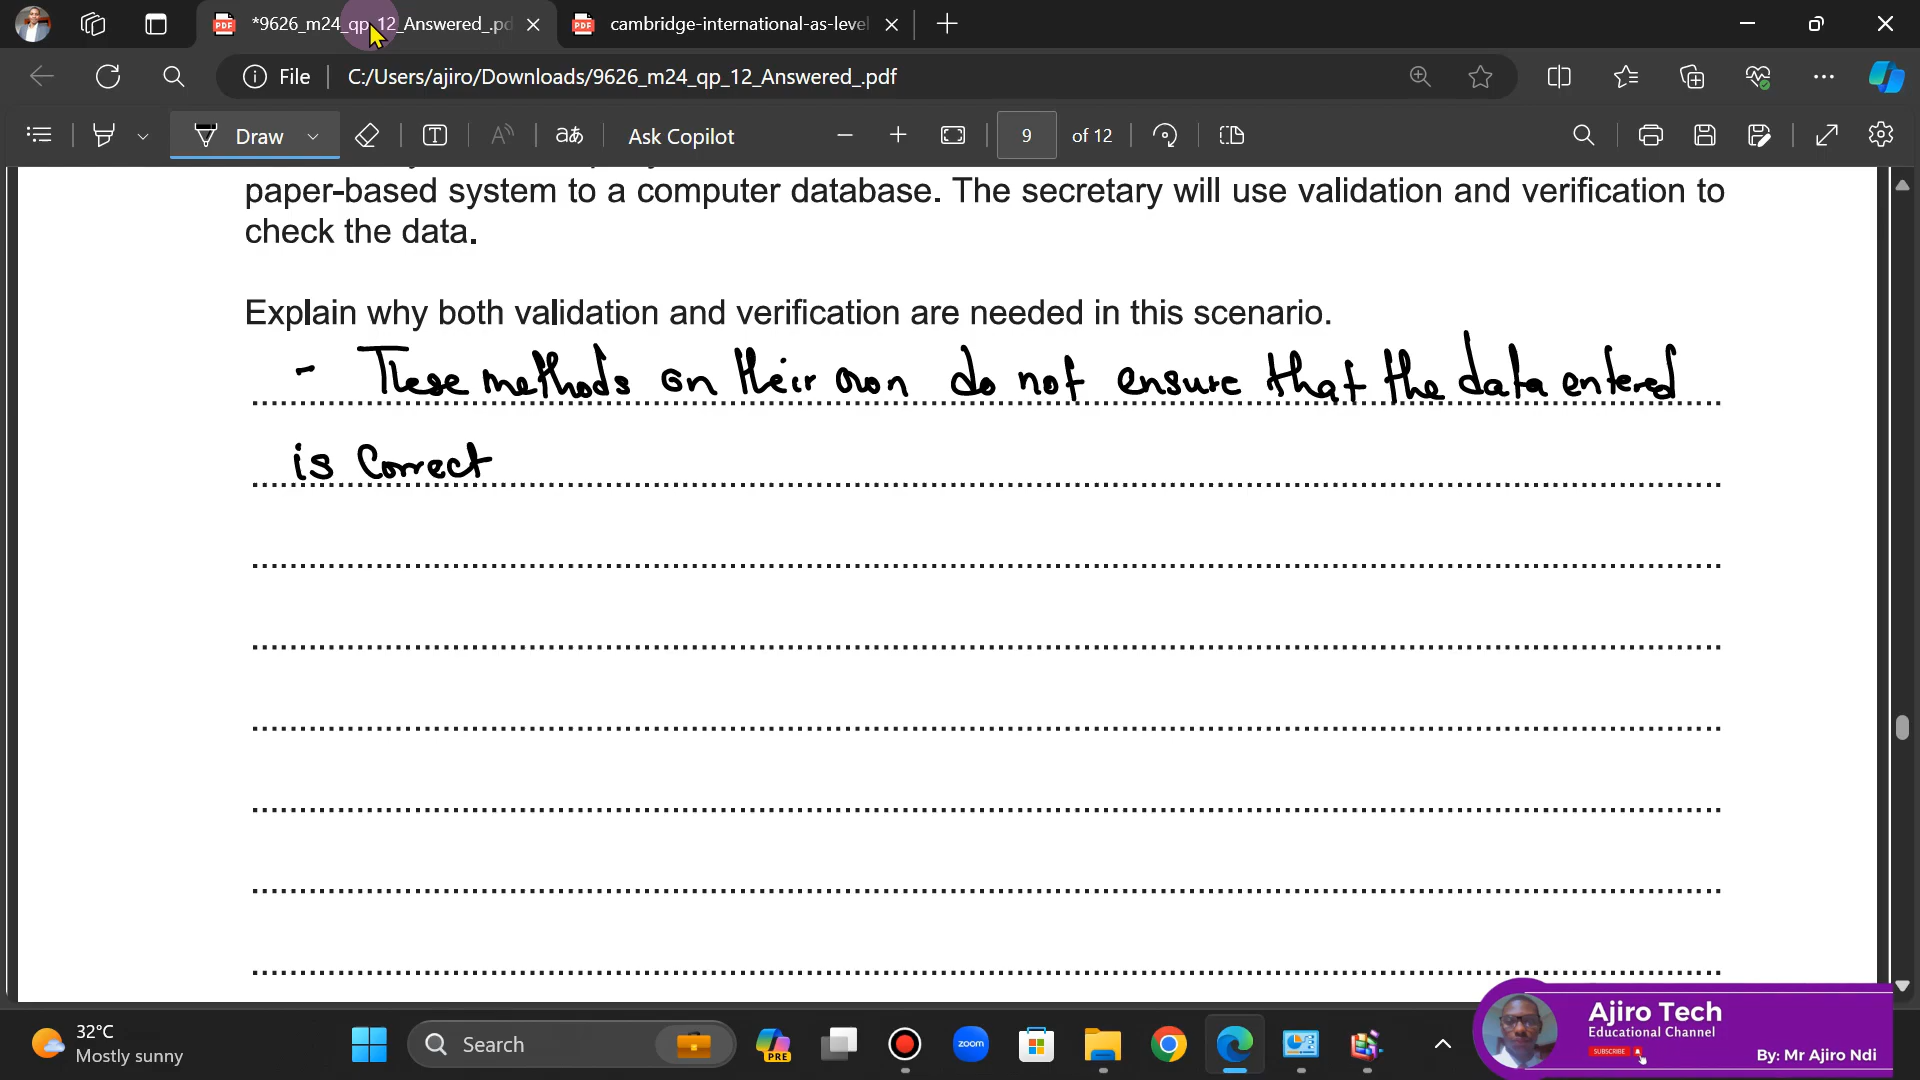 *9626_m24_qp_12_Answered_.pd
cambridge-international-as-level
File
C:/Users/ajiro/Downloads/9626_m24_qp_12_Answered_.pdf
Draw
Ask Copilot
9
of 12
paper-based system to a computer database. The secretary will use validation and verification to
check the data.
Explain why both validation and verification are needed in this scenario.
- These methods on their own do not ensure that the data entered
is correct
32°C
Mostly sunny
Search
PRE
zoom
Ajiro Tech
Educational Channel
SUBSCRIBE
By: Mr Ajiro Ndi